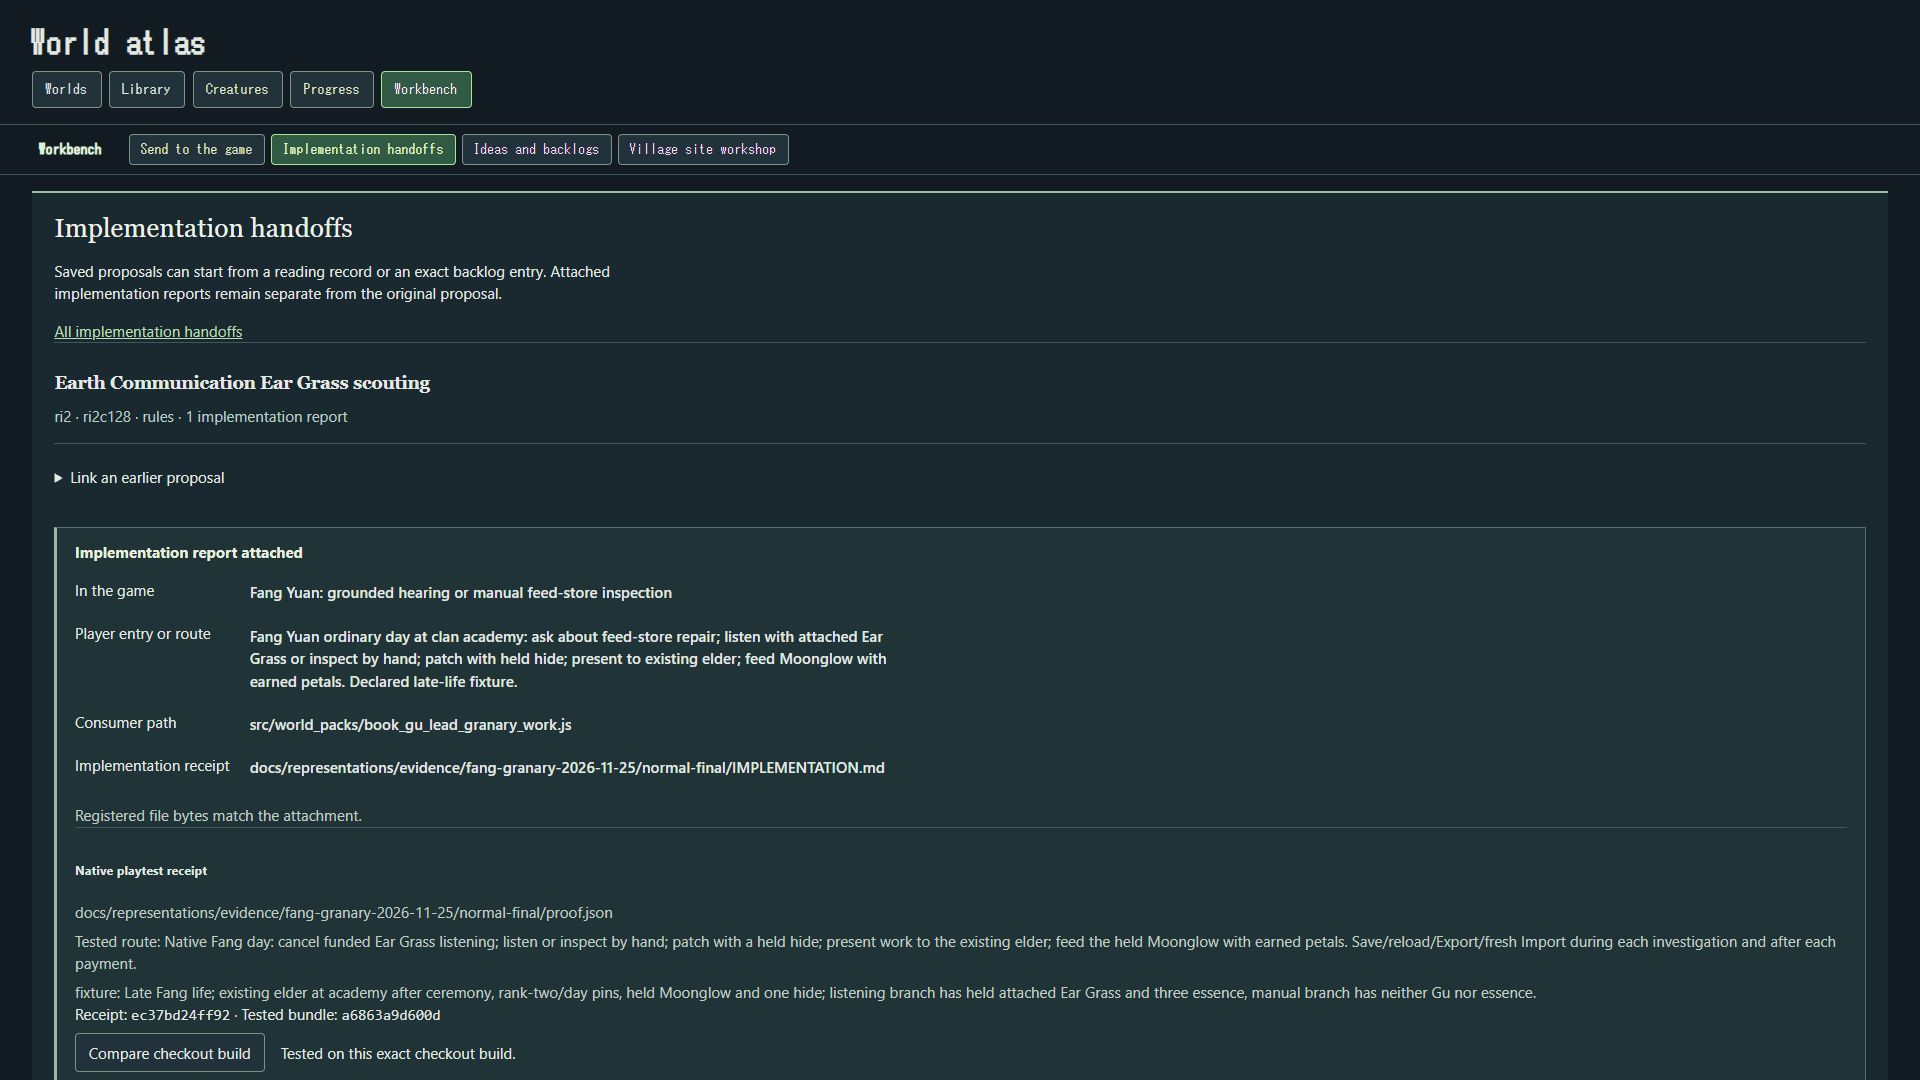 World atlas
Worlds
Library
Creatures
Progress
Workbench
Workbench
Send to the game
Implementation handoffs
Ideas and backlogs
Village site workshop
Implementation handoffs
Saved proposals can start from a reading record or an exact backlog entry. Attached
implementation reports remain separate from the original proposal.
All implementation handoffs
Earth Communication Ear Grass scouting
ri2 · ri2c128 · rules · 1 implementation report
Link an earlier proposal
Implementation report attached
In the game
Fang Yuan: grounded hearing or manual feed-store inspection
Player entry or route
Fang Yuan ordinary day at clan academy: ask about feed-store repair; listen with attached Ear
Grass or inspect by hand; patch with held hide; present to existing elder; feed Moonglow with
earned petals. Declared late-life fixture.
Consumer path
src/world_packs/book_gu_lead_granary_work.js
Implementation receipt
docs/representations/evidence/fang-granary-2026-11-25/normal-final/IMPLEMENTATION.md
Registered file bytes match the attachment.
Native playtest receipt
docs/representations/evidence/fang-granary-2026-11-25/normal-final/proof.json
Tested route: Native Fang day: cancel funded Ear Grass listening; listen or inspect by hand; patch with a held hide; present work to the existing elder; feed the held Moonglow with earned petals. Save/reload/Export/fresh Import during each investigation and after each
payment.
fixture: Late Fang life; existing elder at academy after ceremony, rank-two/day pins, held Moonglow and one hide; listening branch has held attached Ear Grass and three essence, manual branch has neither Gu nor essence.
Receipt: ec37bd24ff92 · Tested bundle: a6863a9d600d
Compare checkout build
Tested on this exact checkout build.